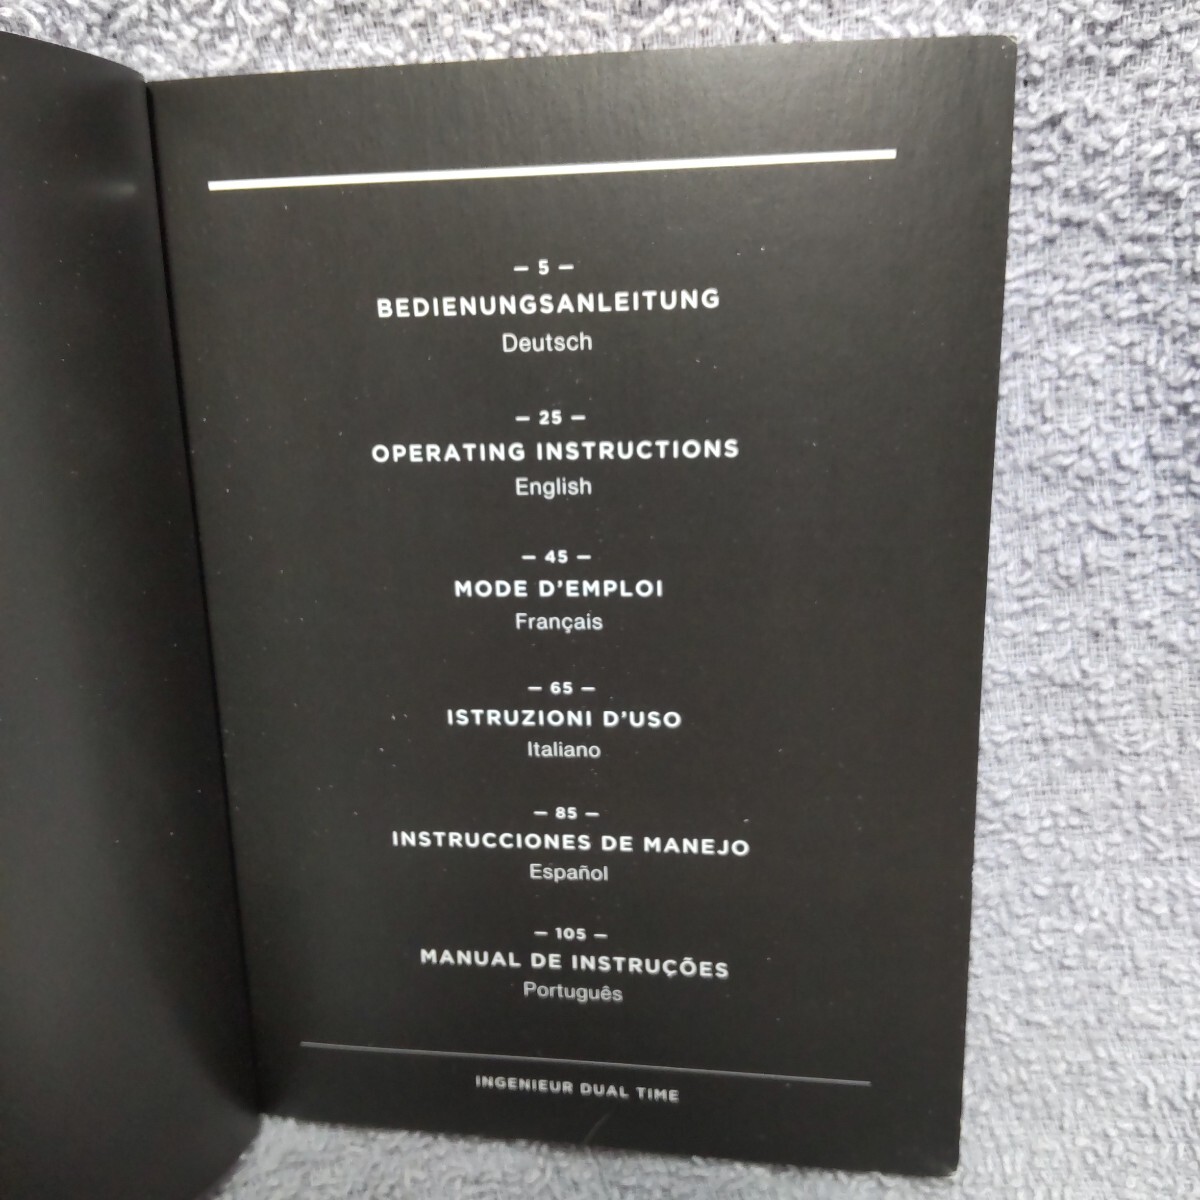 — 5 —
BEDIENUNGSANLEITUNG
Deutsch
— 25 —
OPERATING INSTRUCTIONS
English
— 45 —
MODE D'EMPLOI
Français
— 65 —
ISTRUZIONI D'USO
Italiano
— 85 —
INSTRUCCIONES DE MANEJO
Español
— 105 —
MANUAL DE INSTRUÇÕES
Português
INGENIEUR DUAL TIME